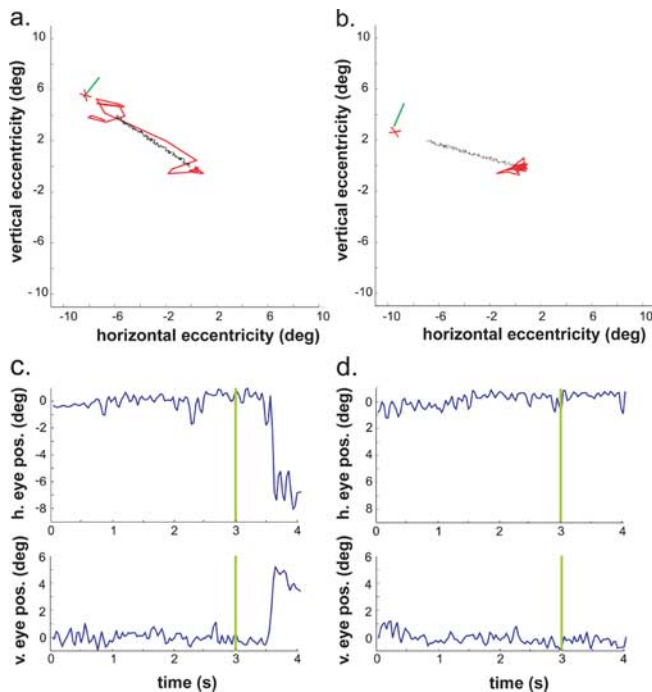 a.
b.
10
6
2
-2
-6
-10
vertical eccentricity (deg)
-10 -6 -2 2 6 10
horizontal eccentricity (deg)
10
6
2
-2
-6
-10
vertical eccentricity (deg)
-10 -6 -2 2 6 10
horizontal eccentricity (deg)
c.
d.
0
-2
-4
-6
-8
h. eye pos. (deg)
0 1 2 3 4
0
-2
-4
-6
-8
h. eye pos. (deg)
0 1 2 3 4
6
4
2
0
v. eye pos. (deg)
0 1 2 3 4
time (s)
6
4
2
0
v. eye pos. (deg)
0 1 2 3 4
time (s)